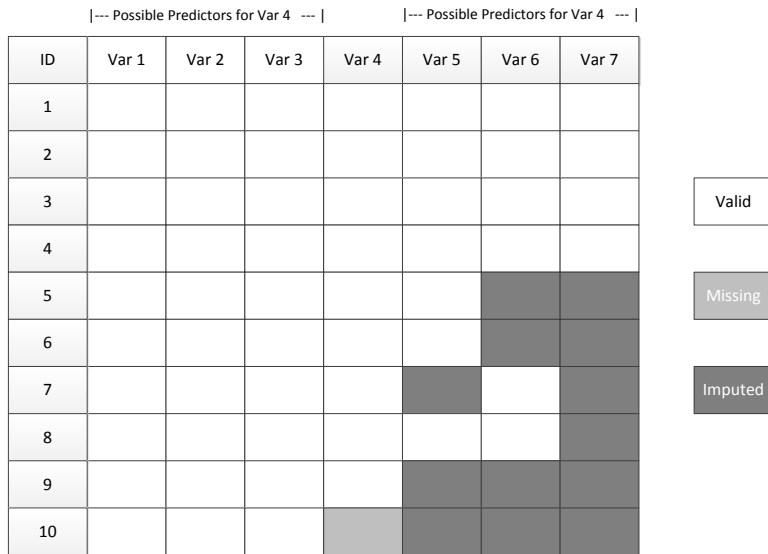 |--- Possible Predictors for Var 4 --- | |--- Possible Predictors for Var 4 --- |
ID Var 1 Var 2 Var 3 Var 4 Var 5 Var 6 Var 7
1
2
3
Valid
4
5
Missing
6
7
Imputed
8
9
10